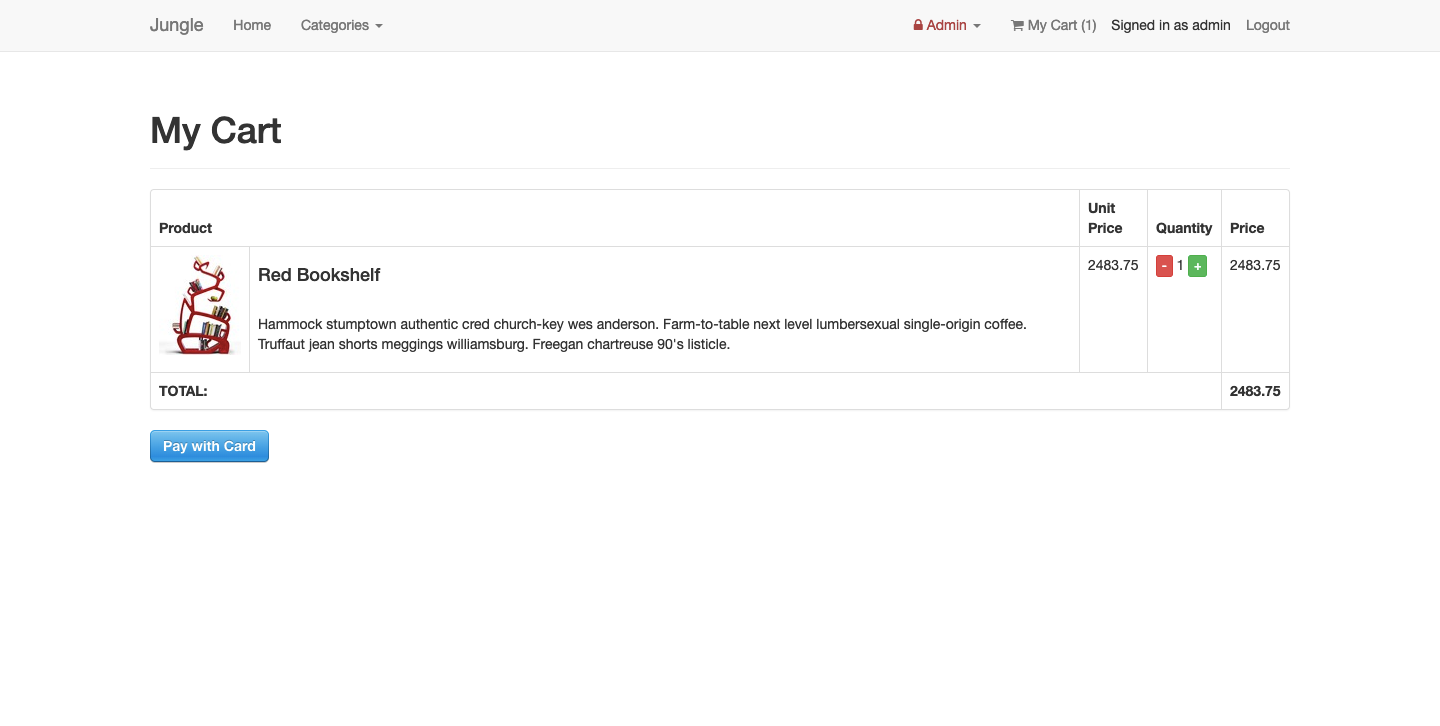 Jungle Home Categories Admin My Cart (1) Signed in as admin Logout
My Cart
Product Unit Price Quantity Price
Red Bookshelf 2483.75 - 1 + 2483.75
Hammock stumptown authentic cred church-key wes anderson. Farm-to-table next level lumbersexual single-origin coffee.
Truffaut jean shorts meggings williamsburg. Freegan chartreuse 90's listicle.
TOTAL: 2483.75
Pay with Card